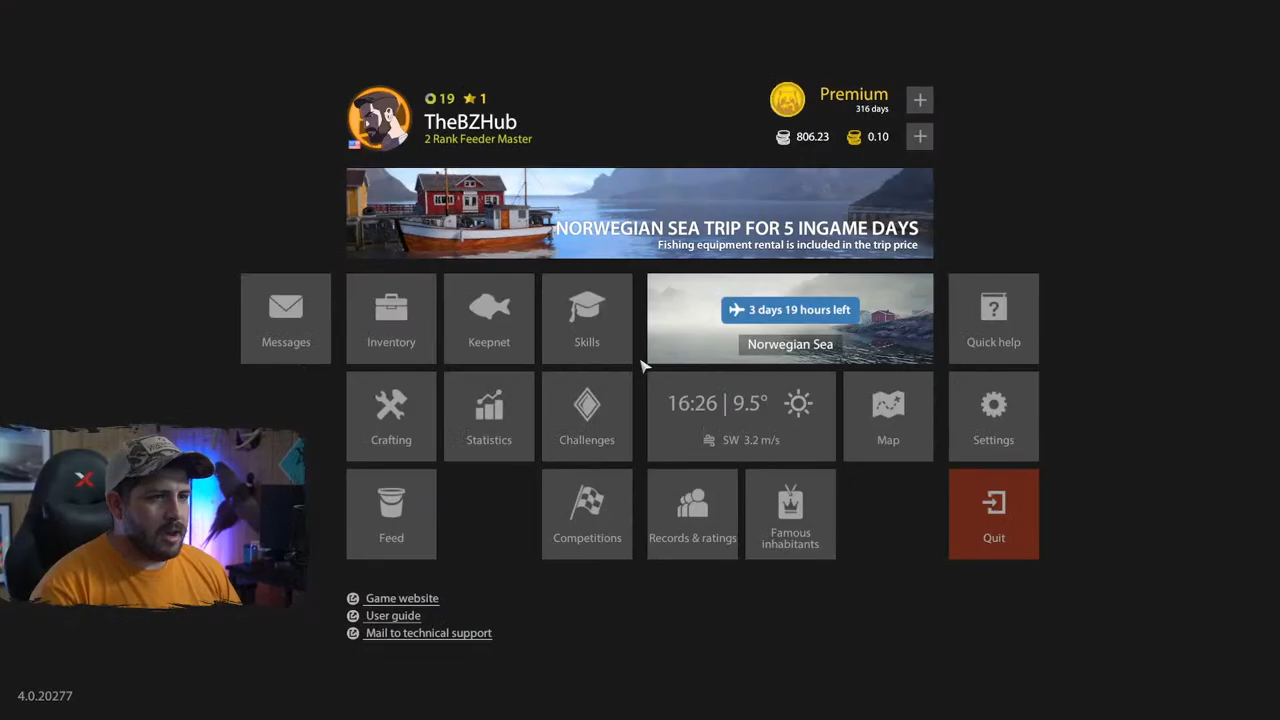 19 1
TheBZHub
2 Rank Feeder Master
Premium
316 days
806.23 0.10
NORWEGIAN SEA TRIP FOR 5 INGAME DAYS
Fishing equipment rental is included in the trip price
Messages
Inventory
Keepnet
Skills
3 days 19 hours left
Norwegian Sea
Quick help
Crafting
Statistics
Challenges
16:26 | 9.5°
SW 3.2 m/s
Map
Settings
Feed
Competitions
Records & ratings
Famous
inhabitants
Quit
Game website
User guide
Mail to technical support
4.0.20277